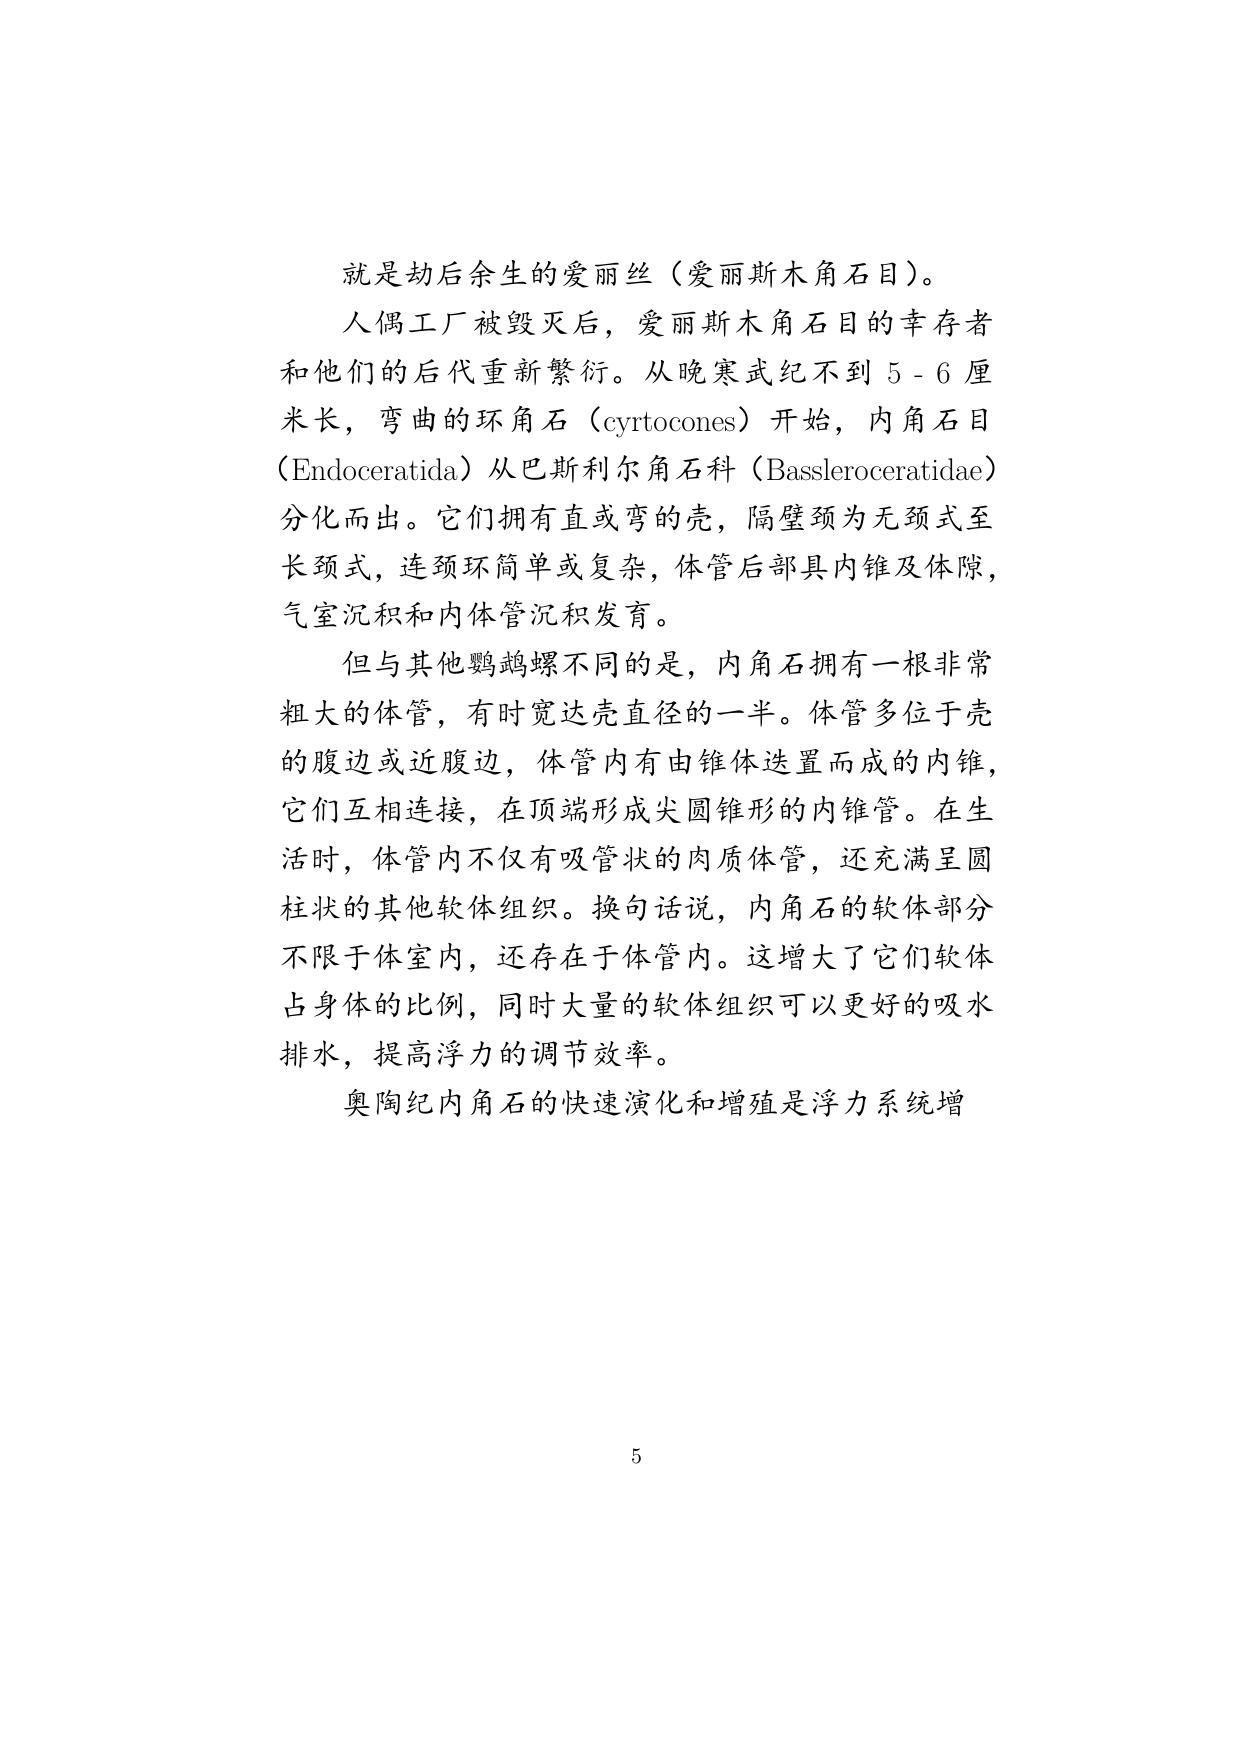 就是劫后余生的爱丽丝（爱丽斯木角石目）。
人偶工厂被毁灭后，爱丽斯木角石目的幸存者
和他们的后代重新繁衍。从晚寒武纪不到 5 - 6 厘
米长，弯曲的环角石（cyrtocones）开始，内角石目
（Endoceratida）从巴斯利尔角石科（Bassleroceratidae）
分化而出。它们拥有直或弯的壳，隔壁颈为无颈式至
长颈式，连颈环简单或复杂，体管后部具内锥及体隙，
气室沉积和内体管沉积发育。
但与其他鹦鹉螺不同的是，内角石拥有一根非常
粗大的体管，有时宽达壳直径的一半。体管多位于壳
的腹边或近腹边，体管内有由锥体迭置而成的内锥，
它们互相连接，在顶端形成尖圆锥形的内锥管。在生
活时，体管内不仅有吸管状的肉质体管，还充满呈圆
柱状的其他软体组织。换句话说，内角石的软体部分
不限于体室内，还存在于体管内。这增大了它们软体
占身体的比例，同时大量的软体组织可以更好的吸水
排水，提高浮力的调节效率。
奥陶纪内角石的快速演化和增殖是浮力系统增
5